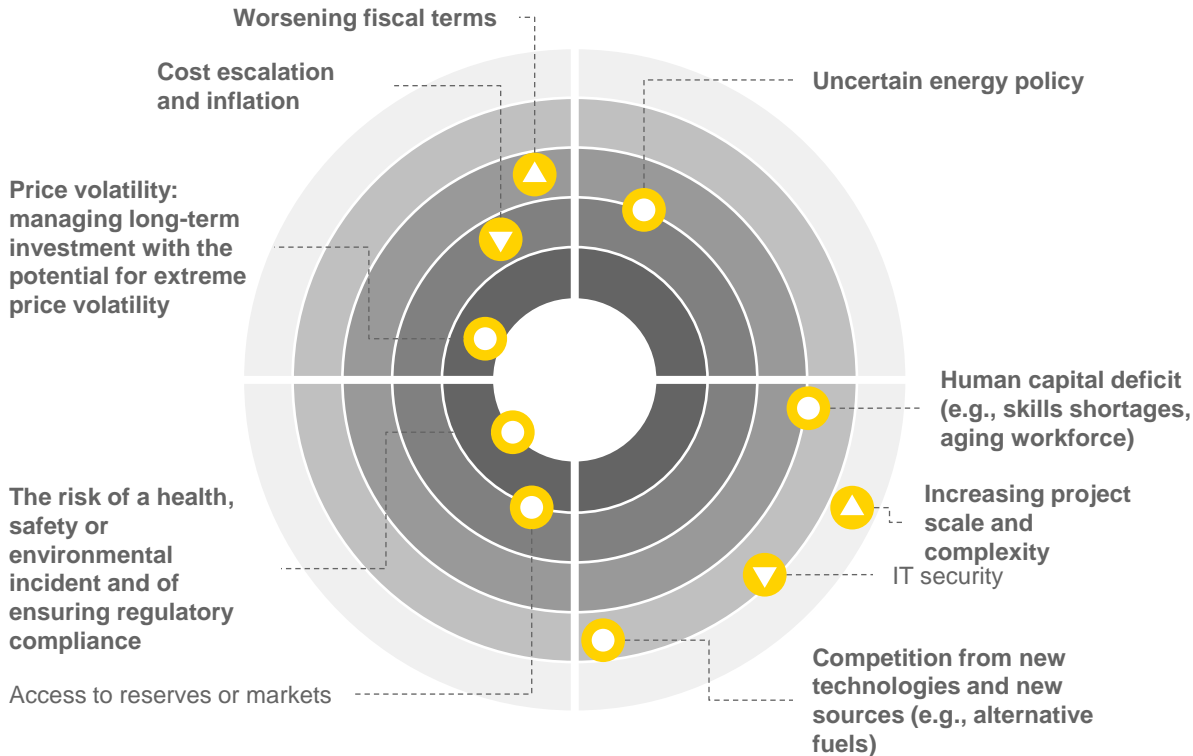 Worsening fiscal terms
Cost escalation
and inflation
Uncertain energy policy
Price volatility:
managing long-term
investment with the
potential for extreme
price volatility
Human capital deficit
(e.g., skills shortages,
aging workforce)
The risk of a health,
safety or
environmental
incident and of
ensuring regulatory
compliance
Increasing project
scale and
complexity
IT security
Access to reserves or markets
Competition from new
technologies and new
sources (e.g., alternative
fuels)